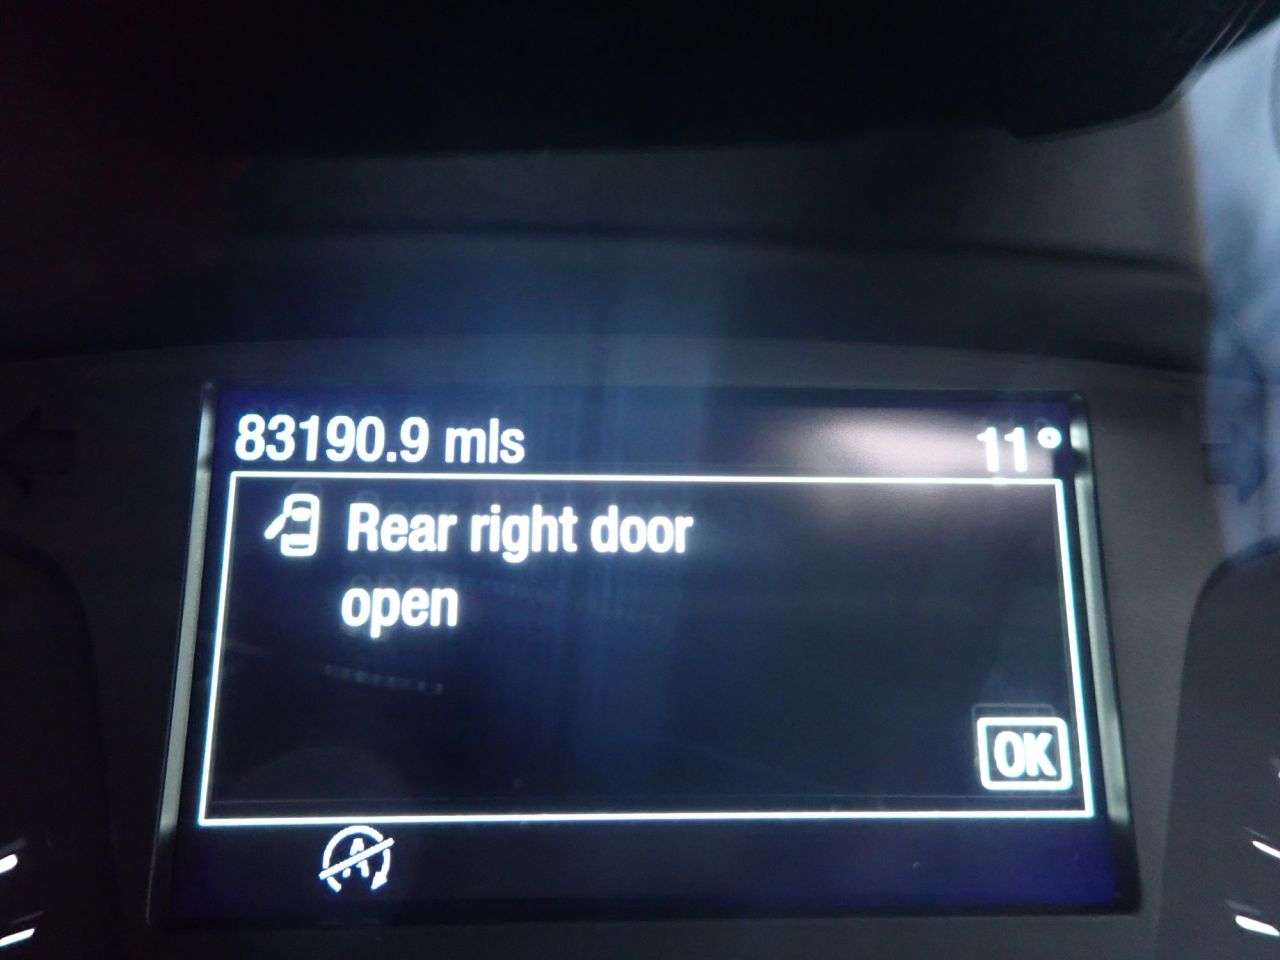 83190.9 mls 11°
Rear right door
open
OK
A